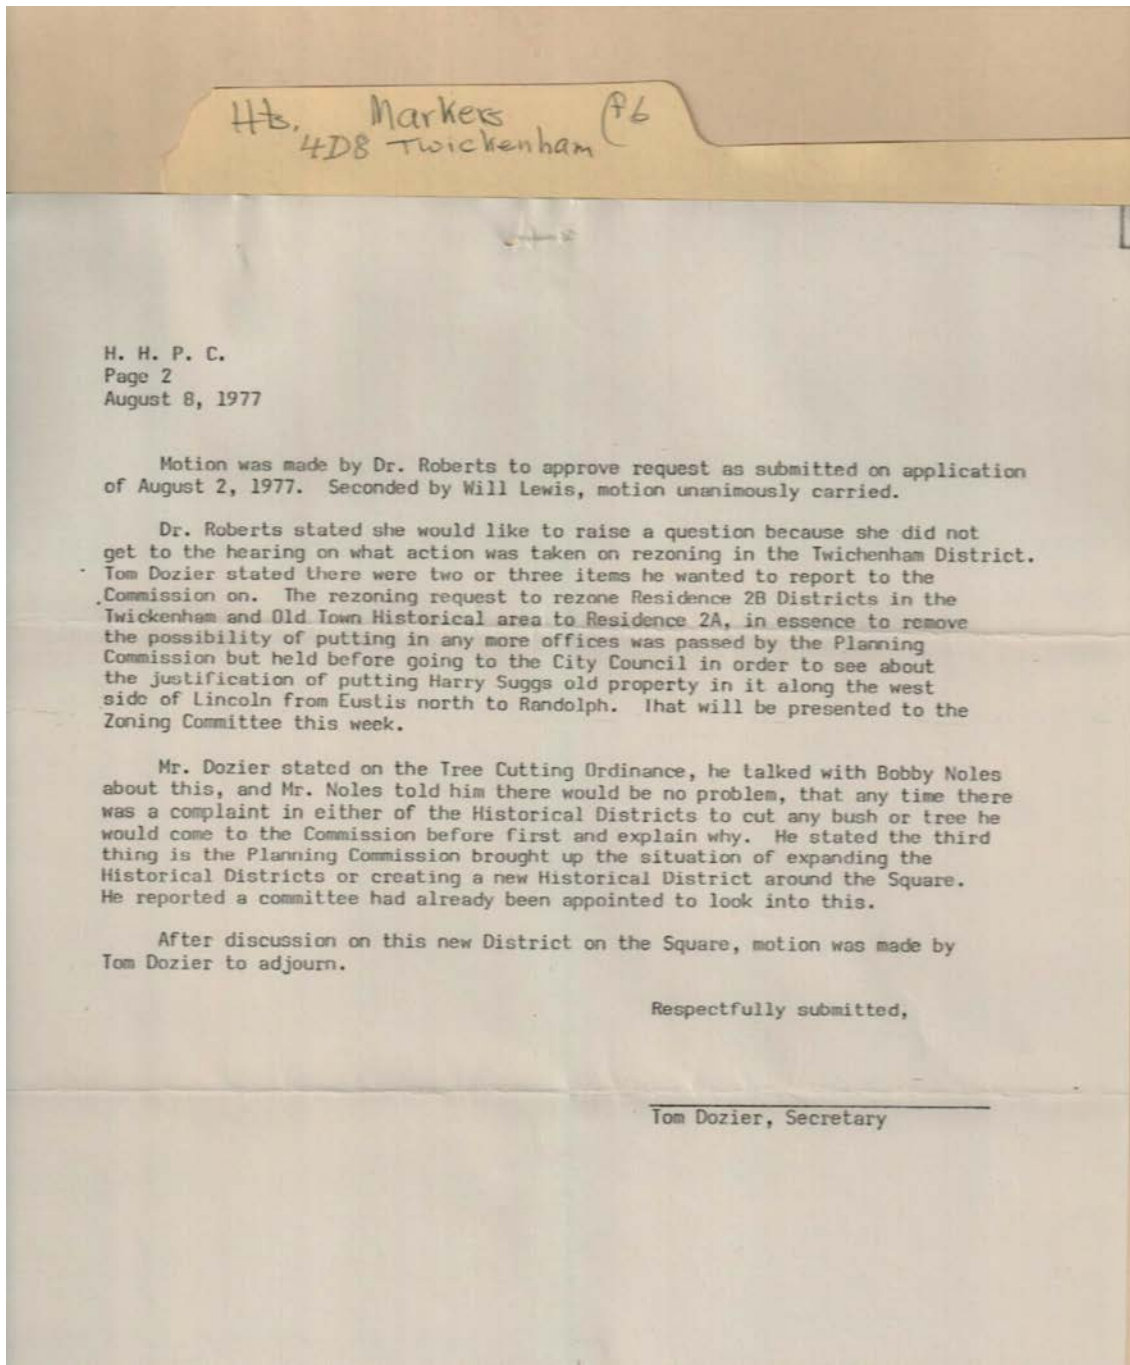 Hts. Markers (f6
4D8 Twickenham
H. H. P. C.
Page 2
August 8, 1977
Motion was made by Dr. Roberts to approve request as submitted on application
of August 2, 1977. Seconded by Will Lewis, motion unanimously carried.
Dr. Roberts stated she would like to raise a question because she did not
get to the hearing on what action was taken on rezoning in the Twichenham District.
Tom Dozier stated there were two or three items he wanted to report to the
Commission on. The rezoning request to rezone Residence 2B Districts in the
Twickenham and Old Town Historical area to Residence 2A, in essence to remove
the possibility of putting in any more offices was passed by the Planning
Commission but held before going to the City Council in order to see about
the justification of putting Harry Suggs old property in it along the west
side of Lincoln from Eustis north to Randolph. That will be presented to the
Zoning Committee this week.
Mr. Dozier stated on the Tree Cutting Ordinance, he talked with Bobby Noles
about this, and Mr. Noles told him there would be no problem, that any time there
was a complaint in either of the Historical Districts to cut any bush or tree he
would come to the Commission before first and explain why. He stated the third
thing is the Planning Commission brought up the situation of expanding the
Historical Districts or creating a new Historical District around the Square.
He reported a committee had already been appointed to look into this.
After discussion on this new District on the Square, motion was made by
Tom Dozier to adjourn.
Respectfully submitted,
Tom Dozier, Secretary